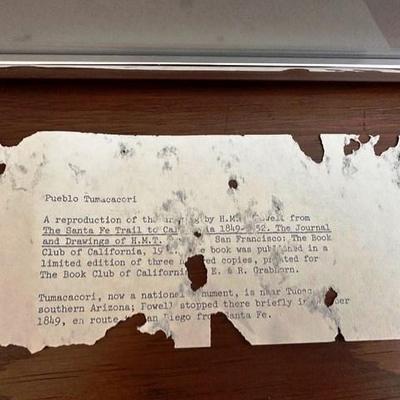 Pueblo Tumacacori
A reproduction of the by H.M. from
The Santa Fe Trail to 1849- 52. The Journal
and Drawings of H.M.T. San Francisco: The Book
Club of California, 19 book was published in a
limited edition of three copies, for
The Book Club of California E. & R. Grabhorn.
Tumacacori, now a national is near
southern Arizona; Powell stopped there briefly in
1849, en route Diego Santa Fe.